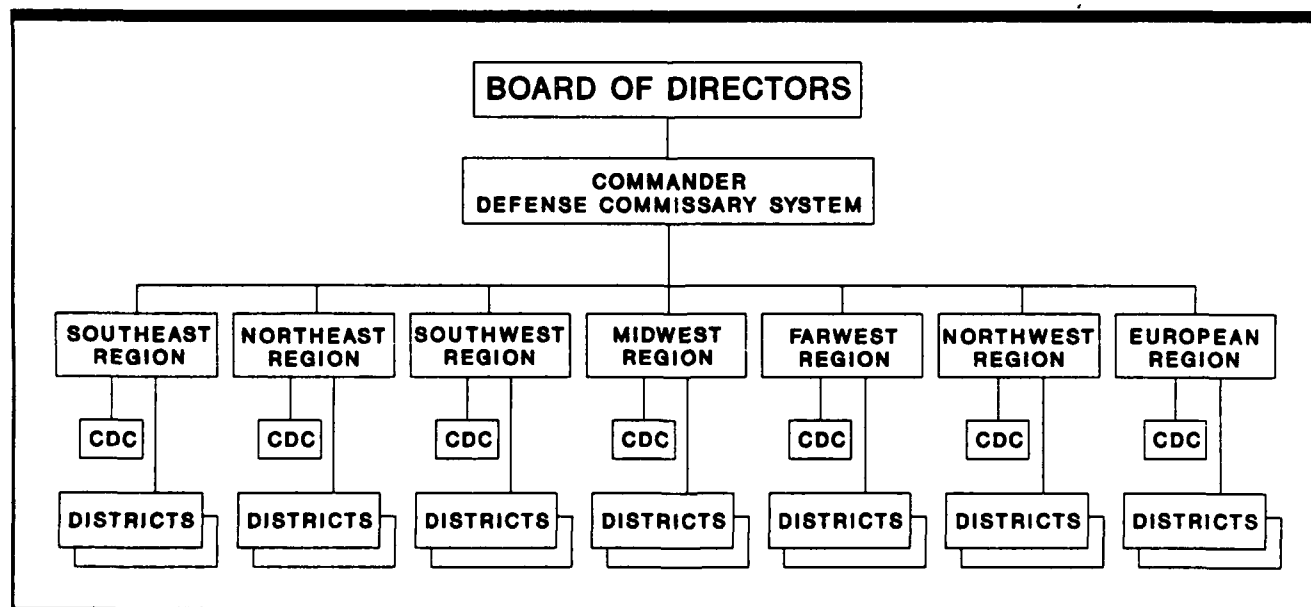 BOARD OF DIRECTORS
COMMANDER
DEFENSE COMMISSARY SYSTEM
SOUTHEAST
REGION
NORTHEAST
REGION
SOUTHWEST
REGION
MIDWEST
REGION
FARWEST
REGION
NORTHWEST
REGION
EUROPEAN
REGION
CDC
CDC
CDC
CDC
CDC
CDC
CDC
DISTRICTS
DISTRICTS
DISTRICTS
DISTRICTS
DISTRICTS
DISTRICTS
DISTRICTS